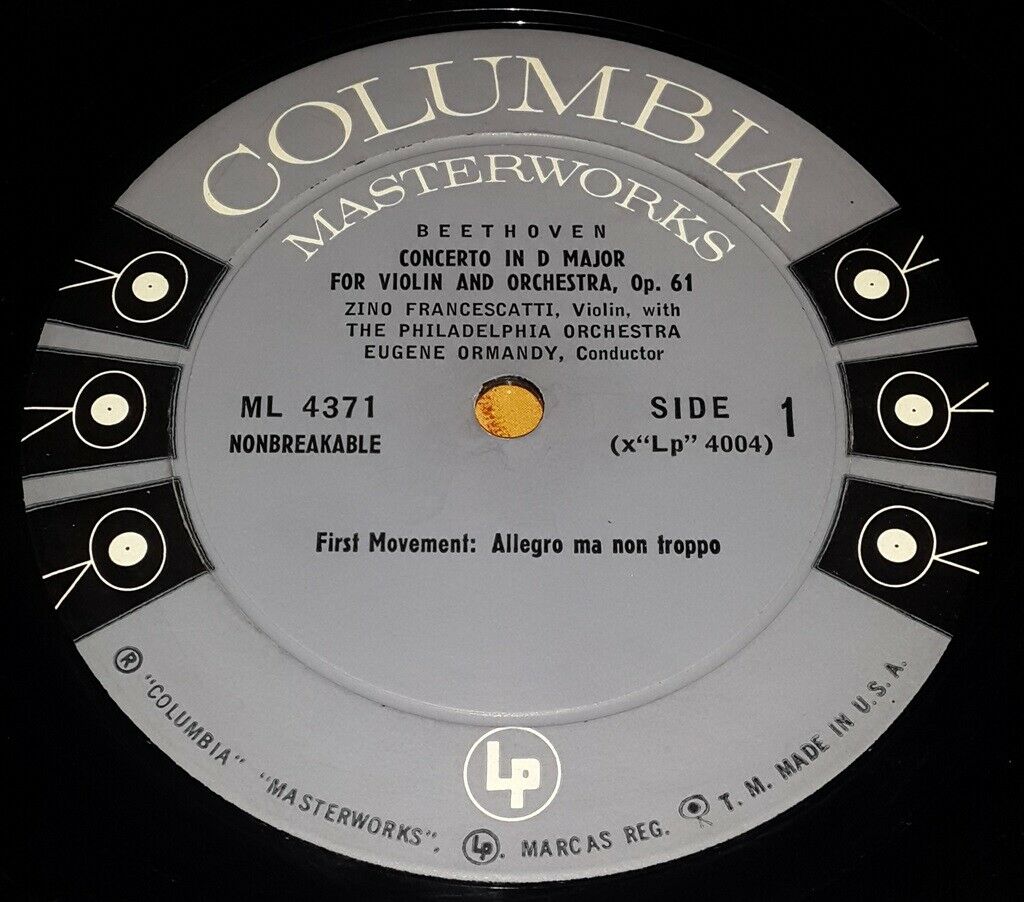 COLUMBIA
MASTERWORKS
BEETHOVEN
CONCERTO IN D MAJOR
FOR VIOLIN AND ORCHESTRA, Op. 61
ZINO FRANCESCATTI, Violin, with
THE PHILADELPHIA ORCHESTRA
EUGENE ORMANDY, Conductor
ML 4371
NONBREAKABLE
SIDE 1
(x“Lp” 4004)
First Movement: Allegro ma non troppo
Lp
® “COLUMBIA” “MASTERWORKS”, Lp. MARCAS REG. T. M. MADE IN U.S.A.